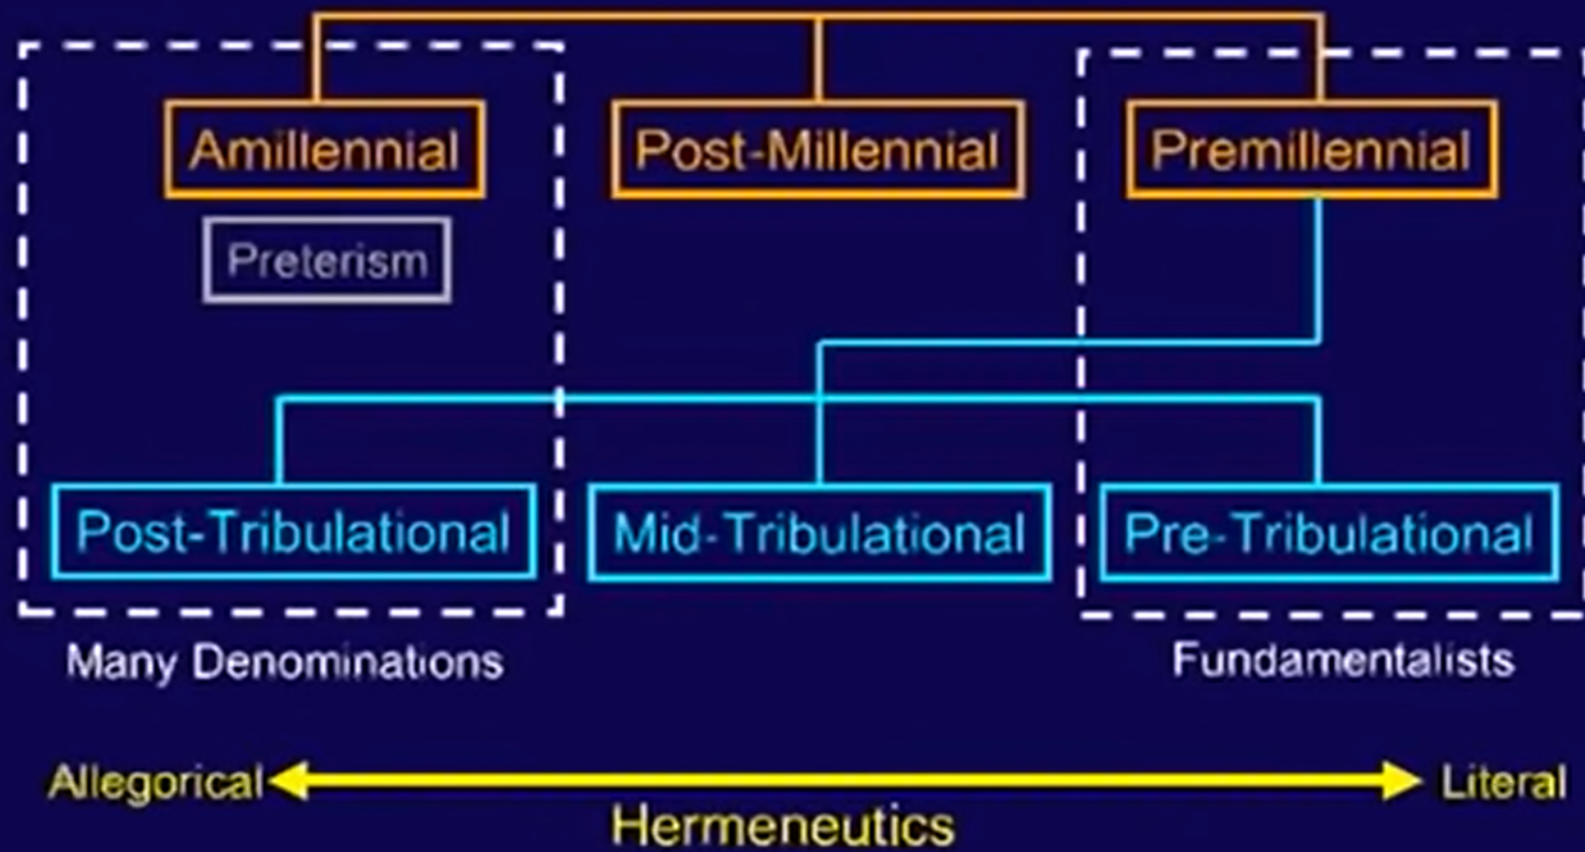 Amillennial
Post-Millennial
Premillennial
Preterism
Post-Tribulational
Mid-Tribulational
Pre-Tribulational
Many Denominations
Fundamentalists
Allegorical
Literal
Hermeneutics